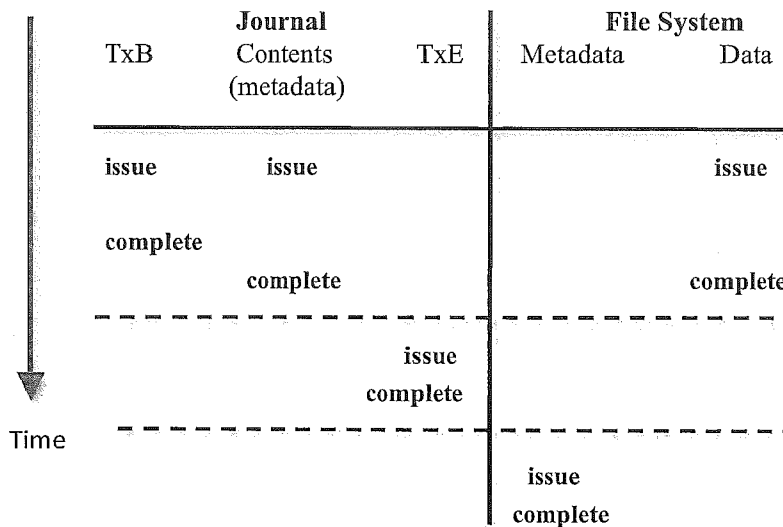 Journal File System
TxB Contents TxE Metadata Data
(metadata)
issue issue issue
complete
complete complete
issue
complete
Time
issue
complete